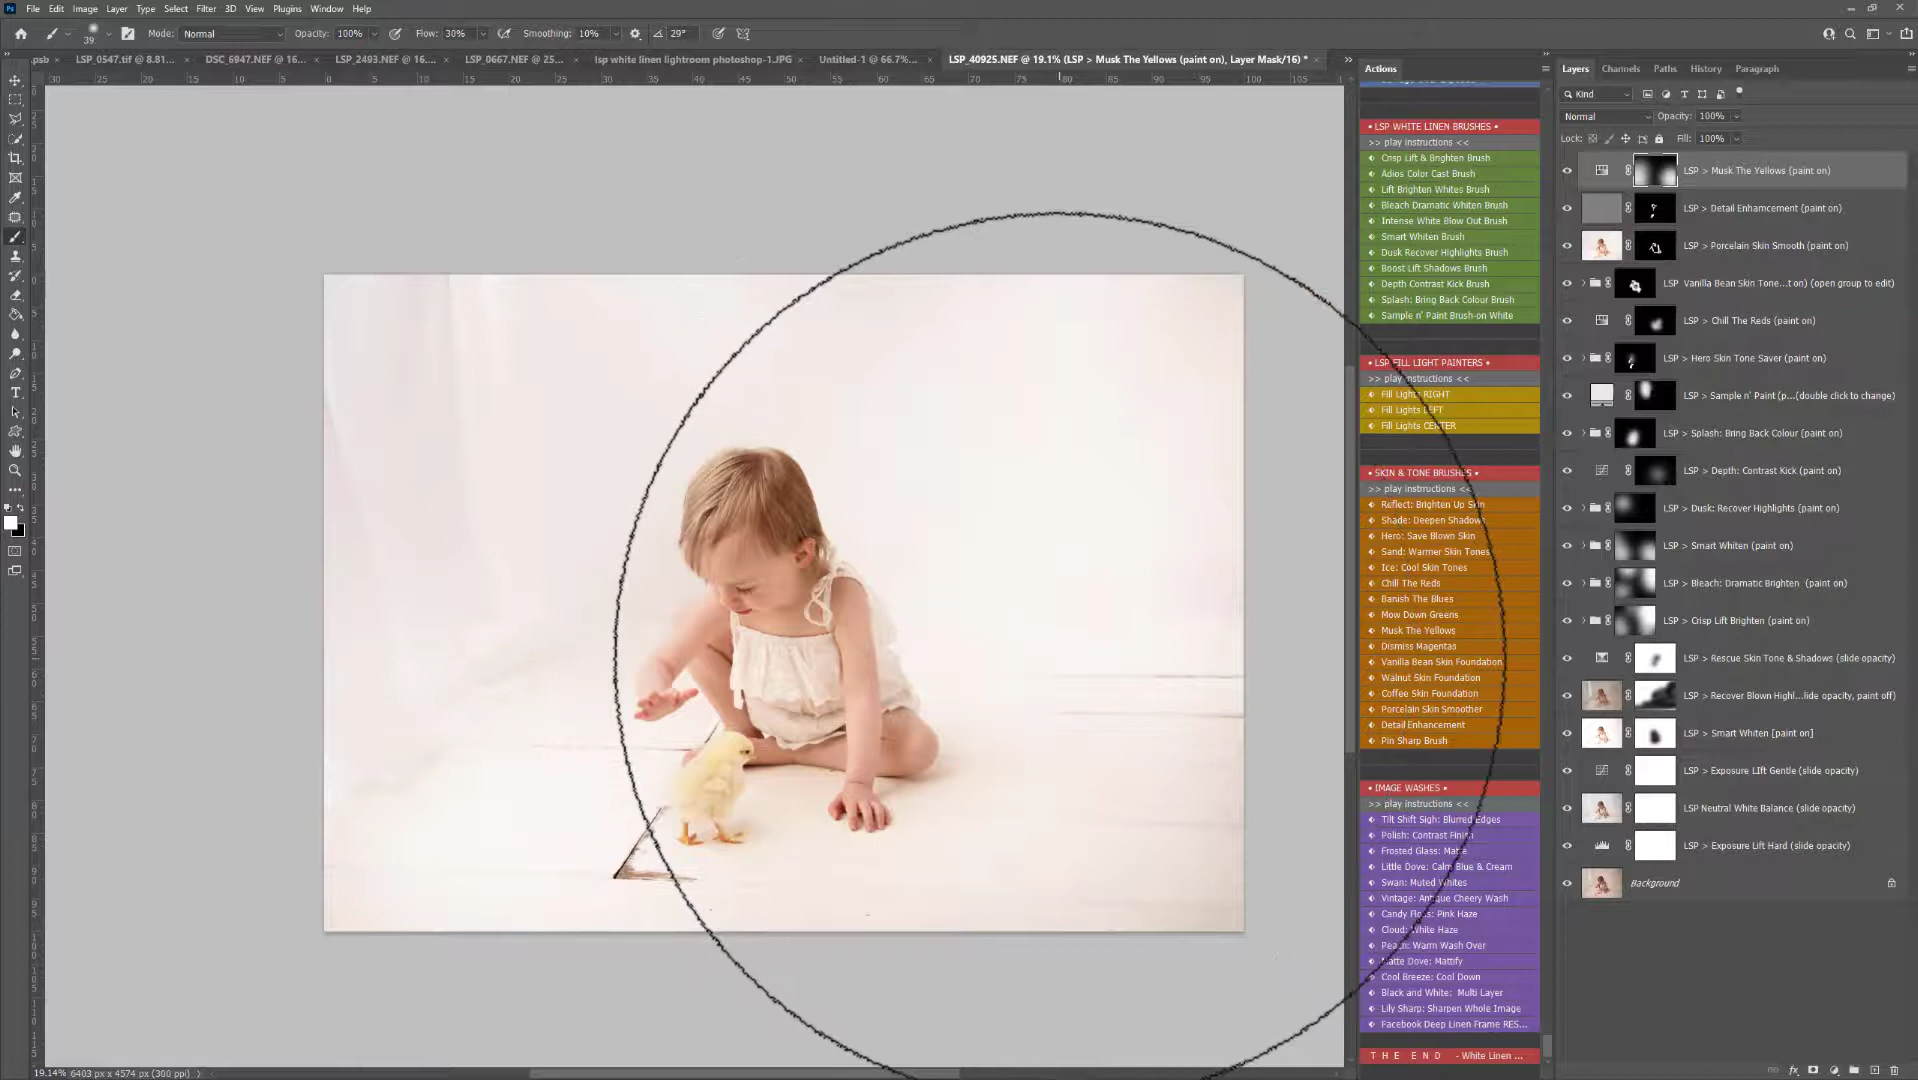 File Edit Image Layer Type Select Filter 3D View Plugins Window Help
39 Mode: Normal Opacity: 100% Flow: 30% Smoothing: 10% 29°
.psb × LSP_0547.tif @ 8.81... × DSC_6947.NEF @ 16... × LSP_2493.NEF @ 16.... × LSP_0667.NEF @ 25... × lsp white linen lightroom photoshop-1.JPG × Untitled-1 @ 66.7%... × LSP_40925.NEF @ 19.1% (LSP > Musk The Yellows (paint on), Layer Mask/16) * ×
Actions
• LSP WHITE LINEN BRUSHES •
>> play instructions <<
Crisp Lift & Brighten Brush
Adios Color Cast Brush
Lift Brighten Whites Brush
Bleach Dramatic Whiten Brush
Intense White Blow Out Brush
Smart Whiten Brush
Dusk Recover Highlights Brush
Boost Lift Shadows Brush
Depth Contrast Kick Brush
Splash: Bring Back Colour Brush
Sample n' Paint Brush-on White
• LSP FILL LIGHT PAINTERS •
>> play instructions <<
Fill Lights RIGHT
Fill Lights LEFT
Fill Lights CENTER
• SKIN & TONE BRUSHES •
>> play instrructions <<
Reflect: Brighten Up Skin
Shade: Deepen Shadows
Hero: Save Blown Skin
Sand: Warmer Skin Tones
Ice: Cool Skin Tones
Chill The Reds
Banish The Blues
Mow Down Greens
Musk The Yellows
Dismiss Magentas
Vanilla Bean Skin Foundation
Walnut Skin Foundation
Coffee Skin Foundation
Porcelain Skin Smoother
Detail Enhancement
Pin Sharp Brush
• IMAGE WASHES •
>> play instructions <<
Tilt Shift Sigh: Blurred Edges
Polish: Contrast Finish
Frosted Glass: Matte
Little Dove: Calm Blue & Cream
Swan: Muted Whites
Vintage: Antique Cheery Wash
Candy Floss: Pink Haze
Cloud: White Haze
Peach: Warm Wash Over
Matte Dove: Mattify
Cool Breeze: Cool Down
Black and White: Multi Layer
Lily Sharp: Sharpen Whole Image
Facebook Deep Linen Frame RES...
T H E E N D - White Linen ...
Layers Channels Paths History Paragraph
Kind
Normal Opacity: 100%
Lock: Fill: 100%
LSP > Musk The Yellows (paint on)
LSP > Detail Enhamcement (paint on)
LSP > Porcelain Skin Smooth (paint on)
LSP Vanilla Bean Skin Tone...t on) (open group to edit)
LSP > Chill The Reds (paint on)
LSP > Hero Skin Tone Saver (paint on)
LSP > Sample n' Paint (p...(double click to change)
LSP > Splash: Bring Back Colour (paint on)
LSP > Depth: Contrast Kick (paint on)
LSP > Dusk: Recover Highlights (paint on)
LSP > Smart Whiten (paint on)
LSP > Bleach: Dramatic Brighten (paint on)
LSP > Crisp Lift Brighten (paint on)
LSP > Rescue Skin Tone & Shadows (slide opacity)
LSP > Recover Blown Highl...lide opacity, paint off)
LSP > Smart Whiten [paint on]
LSP > Exposure LIft Gentle (slide opacity)
LSP Neutral White Balance (slide opacity)
LSP > Exposure Lift Hard (slide opacity)
Background
19.14% 6403 px x 4574 px (300 ppi)